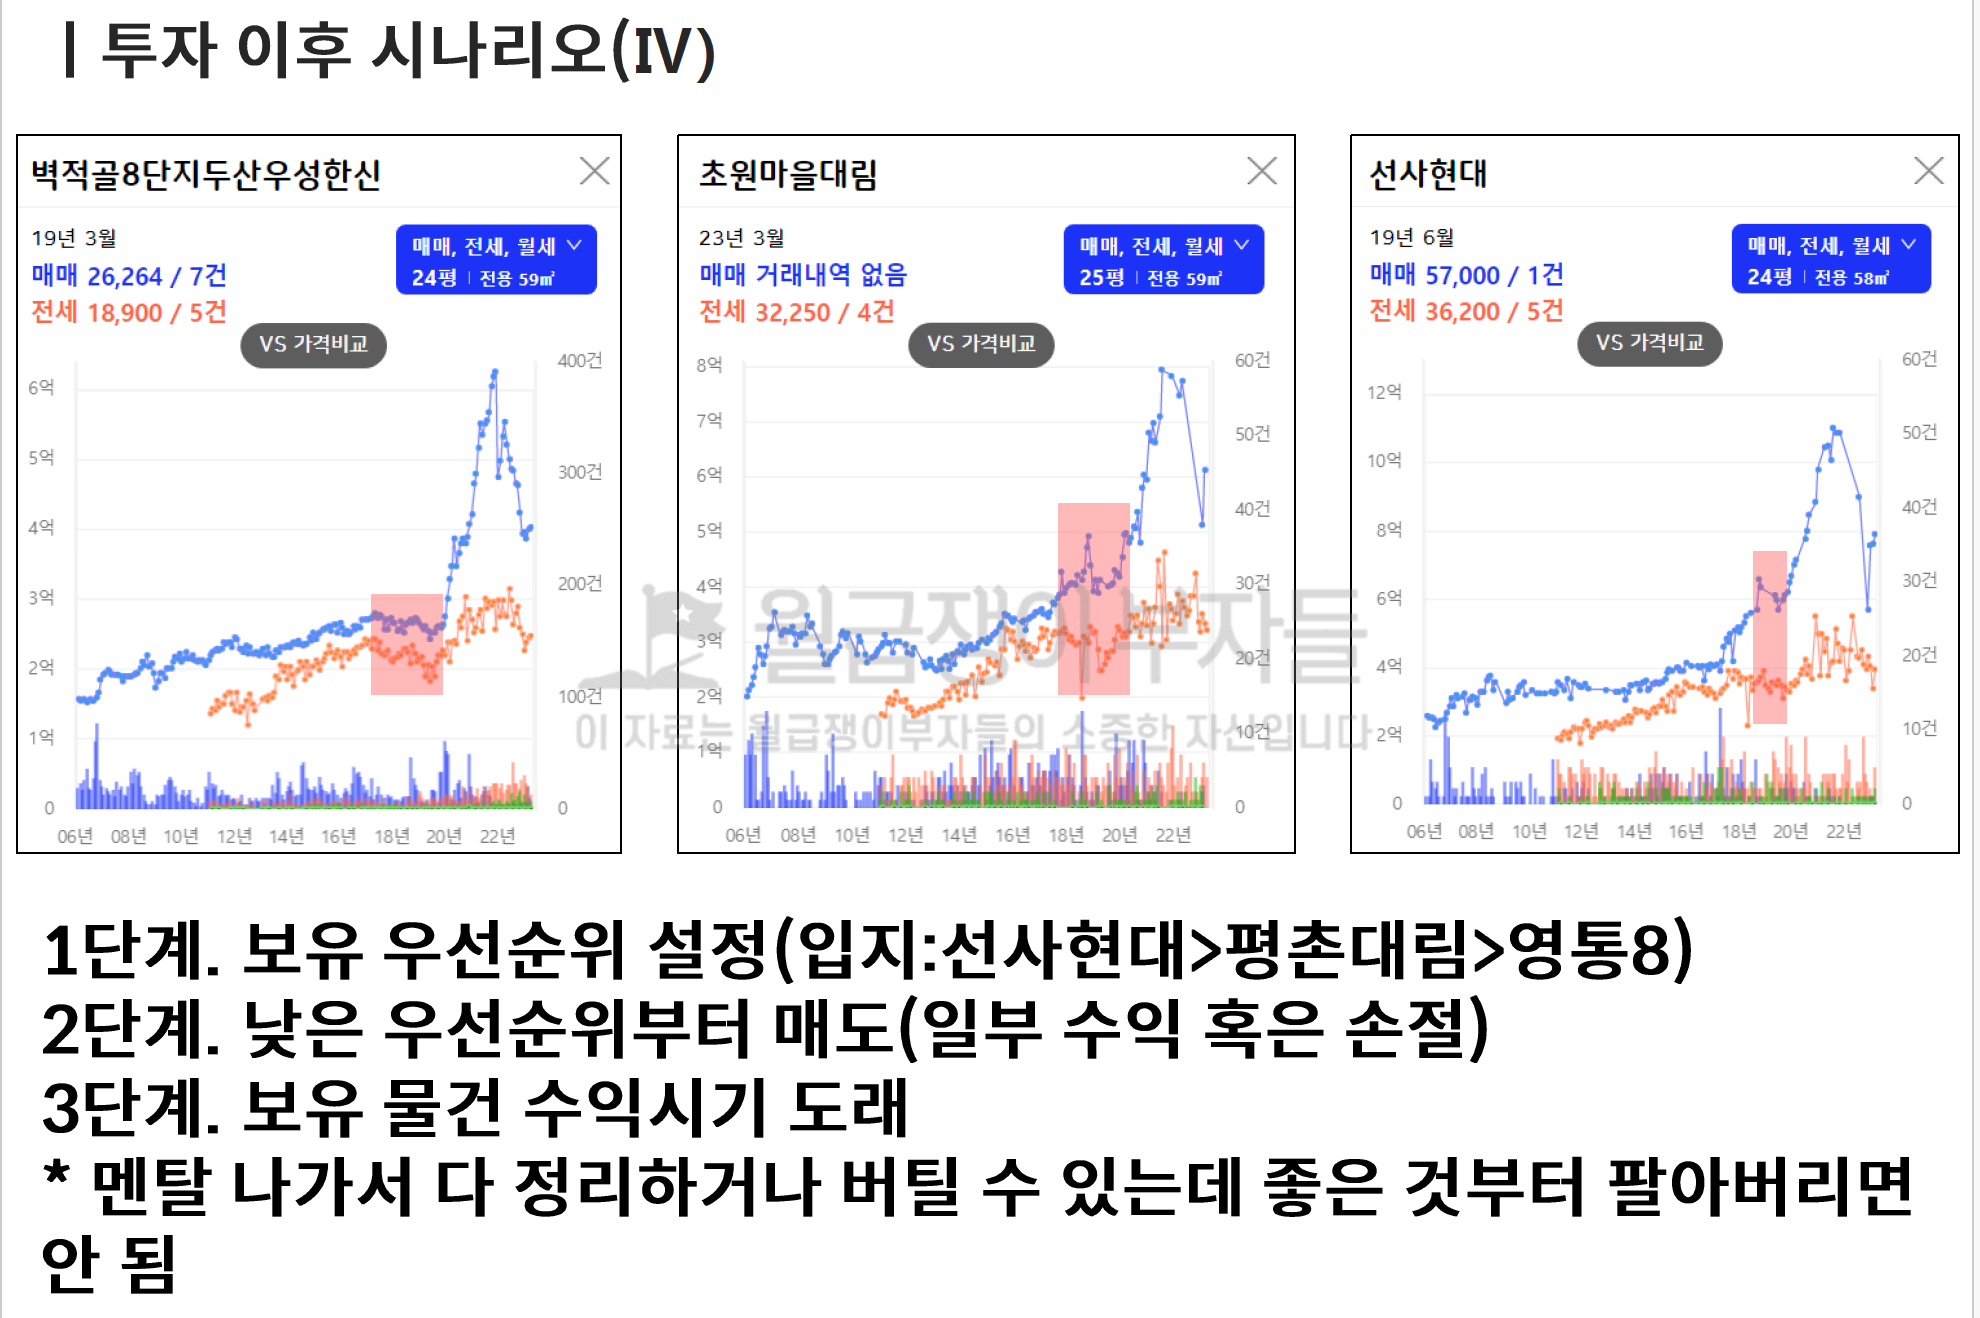 | 투자 이후 시나리오(Ⅳ)
벽적골8단지두산우성한신
19년 3월
매매 26,264 / 7건
전세 18,900 / 5건
매매, 전세, 월세
24평 | 전용 59㎡
VS 가격비교
6억
5억
4억
3억
2억
1억
0
400건
300건
200건
100건
0
06년 08년 10년 12년 14년 16년 18년 20년 22년
초원마을대림
23년 3월
매매 거래내역 없음
전세 32,250 / 4건
매매, 전세, 월세
25평 | 전용 59㎡
VS 가격비교
8억
7억
6억
5억
4억
3억
2억
1억
0
60건
50건
40건
30건
20건
10건
0
06년 08년 10년 12년 14년 16년 18년 20년 22년
선사현대
19년 6월
매매 57,000 / 1건
전세 36,200 / 5건
매매, 전세, 월세
24평 | 전용 58㎡
VS 가격비교
12억
10억
8억
6억
4억
2억
0
60건
50건
40건
30건
20건
10건
0
06년 08년 10년 12년 14년 16년 18년 20년 22년
월급쟁이부자들
이 자료는 월급쟁이부자들의 소중한 자산입니다
1단계. 보유 우선순위 설정(입지:선사현대>평촌대림>영통8)
2단계. 낮은 우선순위부터 매도(일부 수익 혹은 손절)
3단계. 보유 물건 수익시기 도래
* 멘탈 나가서 다 정리하거나 버틸 수 있는데 좋은 것부터 팔아버리면
안 됨